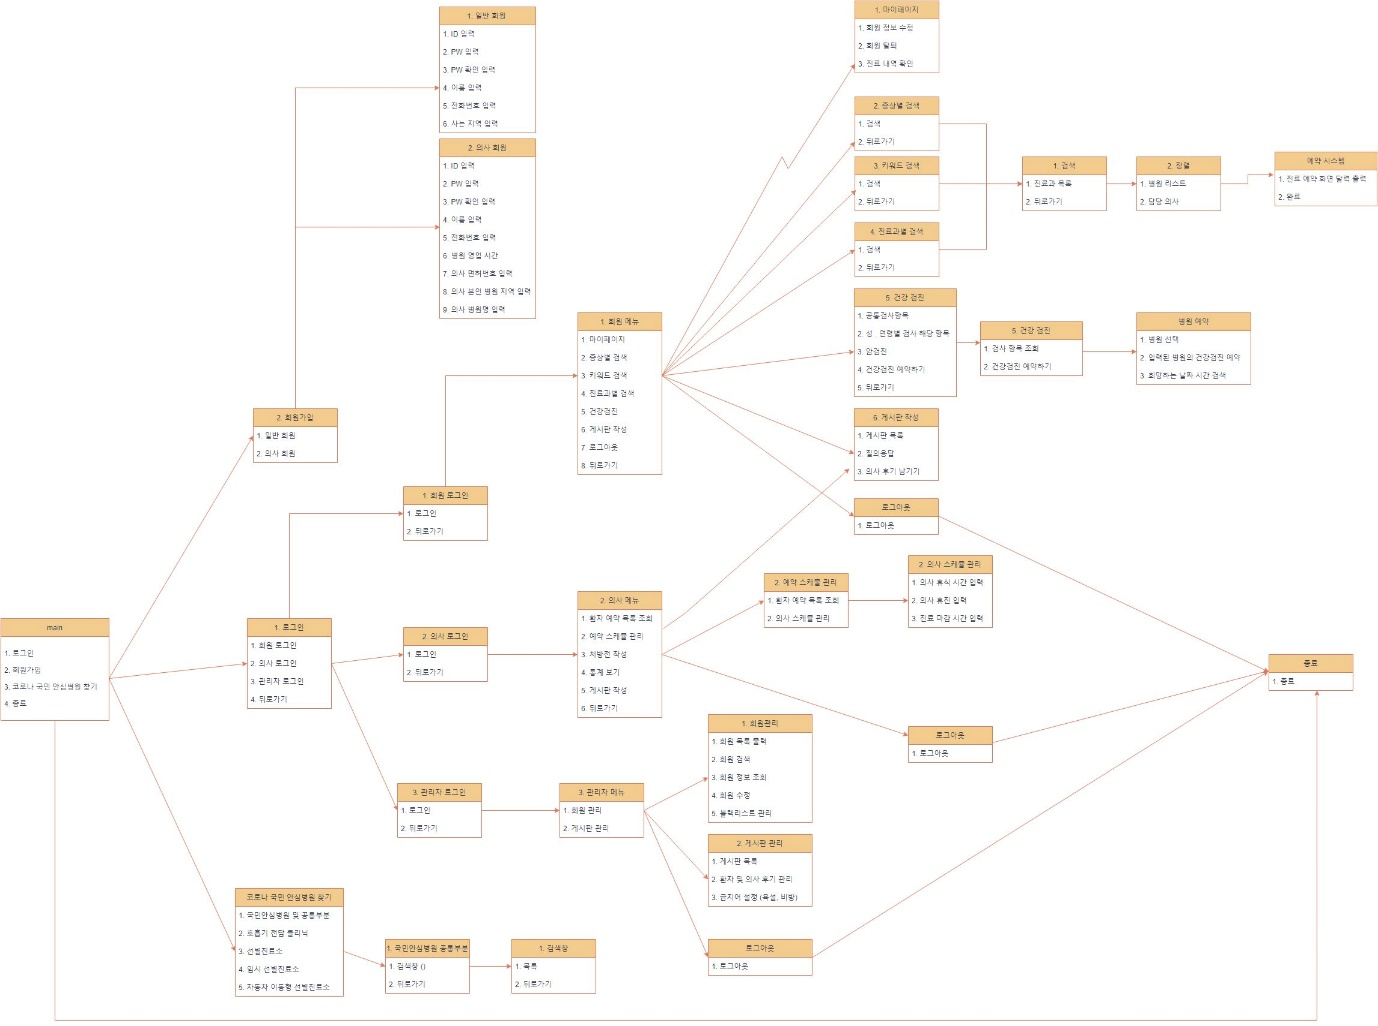 main
1. 로그인
2. 회원가입
3. 코로나 국민 안심병원 찾기
4. 종료
2. 회원가입
1. 일반 회원
2. 의사 회원
1. 일반 회원
1. ID 입력
2. PW 입력
3. PW 확인 입력
4. 이름 입력
5. 전화번호 입력
6. 사는 지역 입력
2. 의사 회원
1. ID 입력
2. PW 입력
3. PW 확인 입력
4. 이름 입력
5. 전화번호 입력
6. 병원 영업 시간
7. 의사 면허번호 입력
8. 의사 본인 병원 지역 입력
9. 의사 병원명 입력
1. 로그인
1. 회원 로그인
2. 의사 로그인
3. 관리자 로그인
4. 뒤로가기
1. 회원 로그인
1. 로그인
2. 뒤로가기
1. 회원 메뉴
1. 마이페이지
2. 증상별 검색
3. 키워드 검색
4. 진료과별 검색
5. 건강검진
6. 게시판 작성
7. 로그아웃
8. 뒤로가기
1. 마이페이지
1. 회원 정보 수정
2. 회원 탈퇴
3. 진료 내역 확인
2. 증상별 검색
1. 검색
2. 뒤로가기
3. 키워드 검색
1. 검색
2. 뒤로가기
4. 진료과별 검색
1. 검색
2. 뒤로가기
1. 검색
1. 진료과 목록
2. 뒤로가기
2. 정렬
1. 병원 리스트
2. 담당 의사
예약 시스템
1. 진료 예약 화면 달력 출력
2. 완료
5. 건강 검진
1. 공통검사항목
2. 성 . 연령별 검사 해당 항목
3. 암검진
4. 건강검진 예약하기
5. 뒤로가기
5. 건강 검진
1. 검사 항목 조회
2. 건강검진 예약하기
병원 예약
1. 병원 선택
2. 입력된 병원의 건강검진 예약
3. 희망하는 날짜 시간 검색
6. 게시판 작성
1. 게시판 목록
2. 질의응답
3. 의사 후기 남기기
로그아웃
1. 로그아웃
2. 의사 로그인
1. 로그인
2. 뒤로가기
2. 의사 메뉴
1. 환자 예약 목록 조회
2. 예약 스케쥴 관리
3. 처방전 작성
4. 통계 보기
5. 게시판 작성
6. 뒤로가기
2. 예약 스케쥴 관리
1. 환자 예약 목록 조회
2. 의사 스케쥴 관리
2. 의사 스케쥴 관리
1. 의사 휴식 시간 입력
2. 의사 휴진 입력
3. 진료 마감 시간 입력
로그아웃
1. 로그아웃
종료
1. 종료
3. 관리자 로그인
1. 로그인
2. 뒤로가기
3. 관리자 메뉴
1. 회원 관리
2. 게시판 관리
1. 회원관리
1. 회원 목록 출력
2. 회원 검색
3. 회원 정보 조회
4. 회원 수정
5. 블랙리스트 관리
2. 게시판 관리
1. 게시판 목록
2. 환자 및 의사 후기 관리
3. 금지어 설정 (욕설, 비방)
로그아웃
1. 로그아웃
코로나 국민 안심병원 찾기
1. 국민안심병원 및 공통부분
2. 호흡기 전담 클리닉
3. 선별진료소
4. 임시 선별진료소
5. 자동차 이동형 선별진료소
1. 국민안심병원 공통부분
1. 검색창 ()
2. 뒤로가기
1. 검색창
1. 목록
2. 뒤로가기